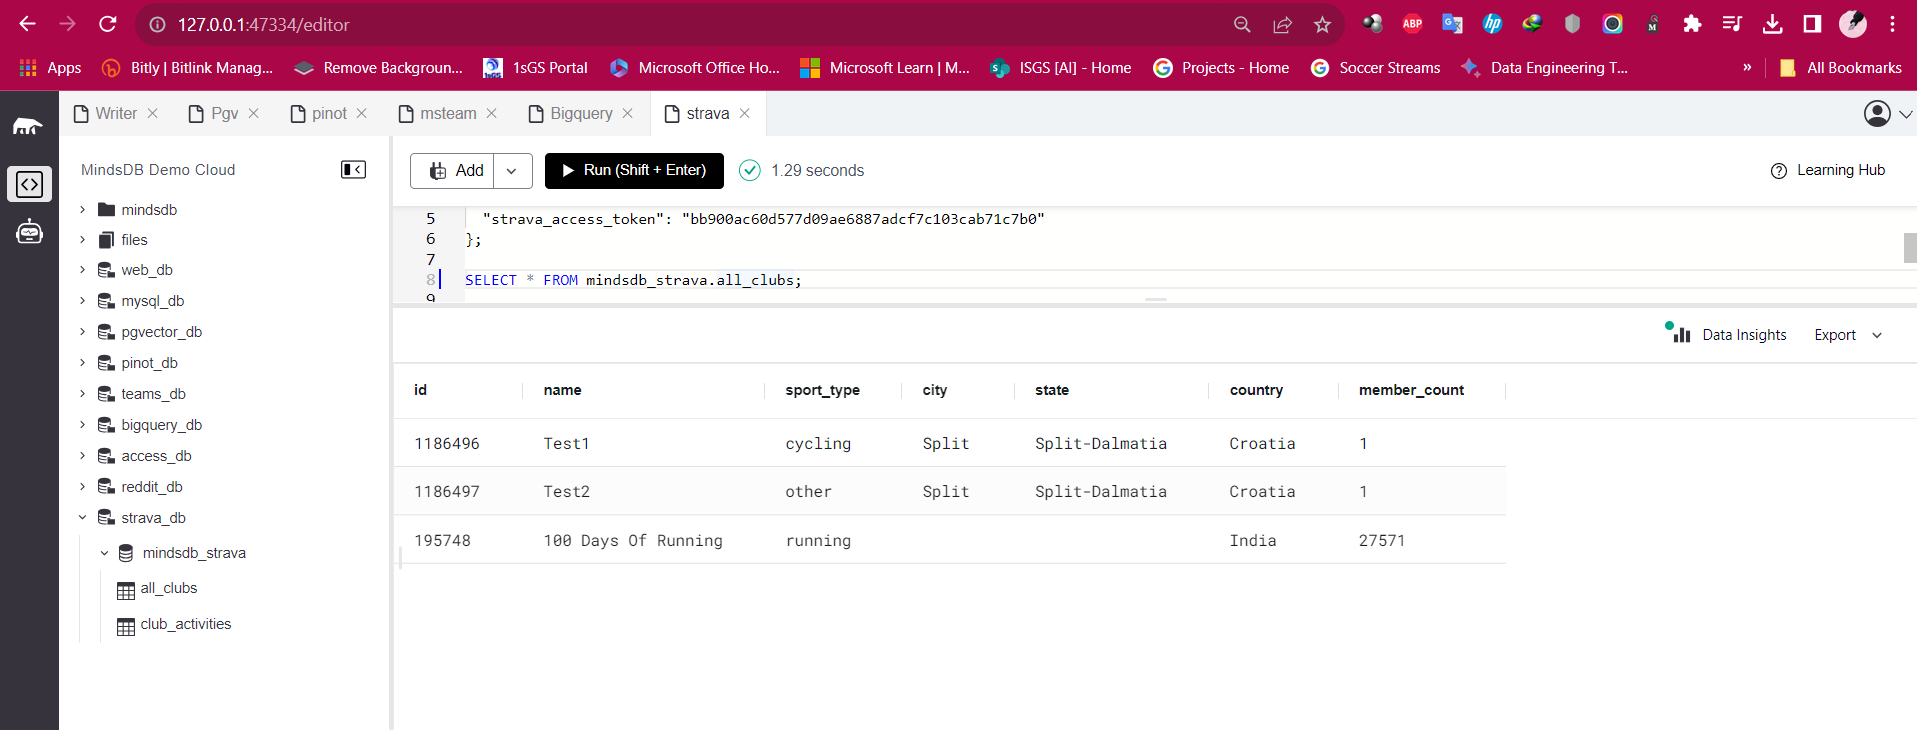 127.0.0.1:47334/editor
Apps Bitly | Bitlink Manag... Remove Backgroun... 1sGS Portal Microsoft Office Ho... Microsoft Learn | M... ISGS [AI] - Home Projects - Home Soccer Streams Data Engineering T... » All Bookmarks
Writer Pgv pinot msteam Bigquery strava
MindsDB Demo Cloud
Add Run (Shift + Enter) 1.29 seconds Learning Hub
mindsdb
files
web_db
mysql_db
pgvector_db
pinot_db
teams_db
bigquery_db
access_db
reddit_db
strava_db
mindsdb_strava
all_clubs
club_activities
5 "strava_access_token": "bb900ac60d577d09ae6887adcf7c103cab71c7b0"
6 };
7
8 SELECT * FROM mindsdb_strava.all_clubs;
9
Data Insights Export
id name sport_type city state country member_count
1186496 Test1 cycling Split Split-Dalmatia Croatia 1
1186497 Test2 other Split Split-Dalmatia Croatia 1
195748 100 Days Of Running running India 27571